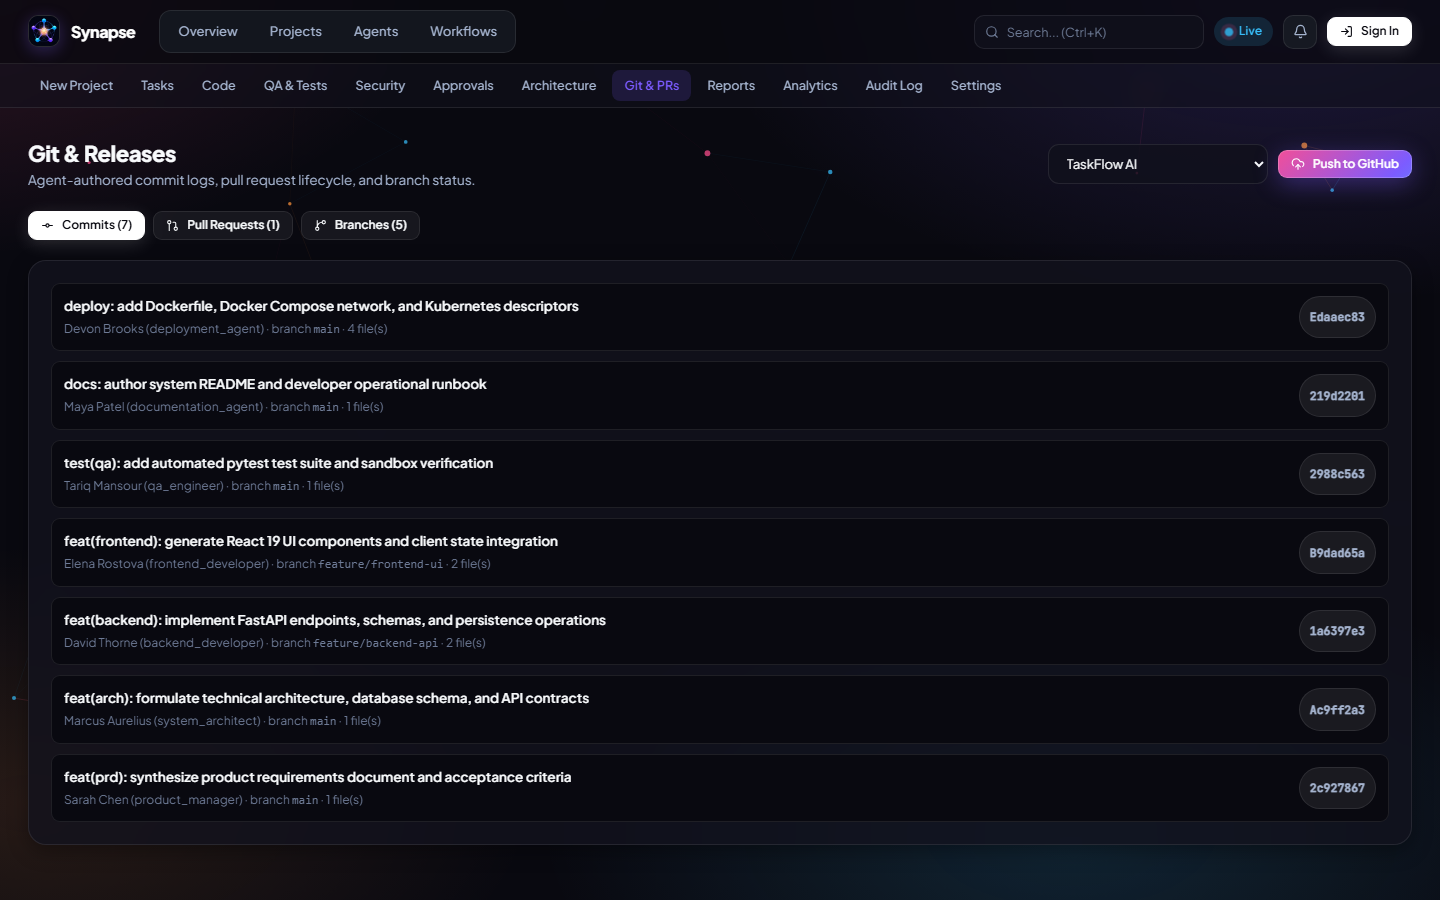 Synapse
Overview
Projects
Agents
Workflows
Search... (Ctrl+K)
Live
Sign In
New Project
Tasks
Code
QA & Tests
Security
Approvals
Architecture
Git & PRs
Reports
Analytics
Audit Log
Settings
Git & Releases
Agent-authored commit logs, pull request lifecycle, and branch status.
TaskFlow AI
Push to GitHub
Commits (7)
Pull Requests (1)
Branches (5)
deploy: add Dockerfile, Docker Compose network, and Kubernetes descriptors
Devon Brooks (deployment_agent) · branch main · 4 file(s)
Edaaec83
docs: author system README and developer operational runbook
Maya Patel (documentation_agent) · branch main · 1 file(s)
219d2201
test(qa): add automated pytest test suite and sandbox verification
Tariq Mansour (qa_engineer) · branch main · 1 file(s)
2988c563
feat(frontend): generate React 19 UI components and client state integration
Elena Rostova (frontend_developer) · branch feature/frontend-ui · 2 file(s)
B9dad65a
feat(backend): implement FastAPI endpoints, schemas, and persistence operations
David Thorne (backend_developer) · branch feature/backend-api · 2 file(s)
1a6397e3
feat(arch): formulate technical architecture, database schema, and API contracts
Marcus Aurelius (system_architect) · branch main · 1 file(s)
Ac9ff2a3
feat(prd): synthesize product requirements document and acceptance criteria
Sarah Chen (product_manager) · branch main · 1 file(s)
2c927867